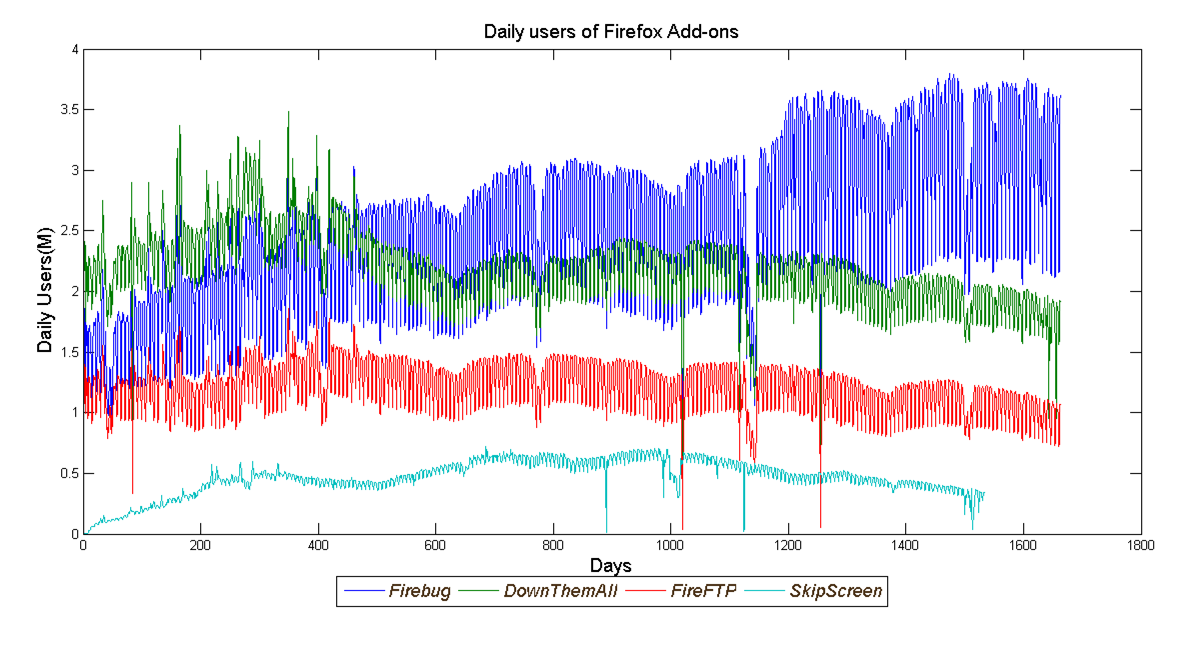 Daily users of Firefox Add-ons
4
3.5
3
2.5
2
1.5
1
0.5
0
Daily Users(M)
0 200 400 600 800 1000 1200 1400 1600 1800
Days
Firebug DownThemAll FireFTP SkipScreen